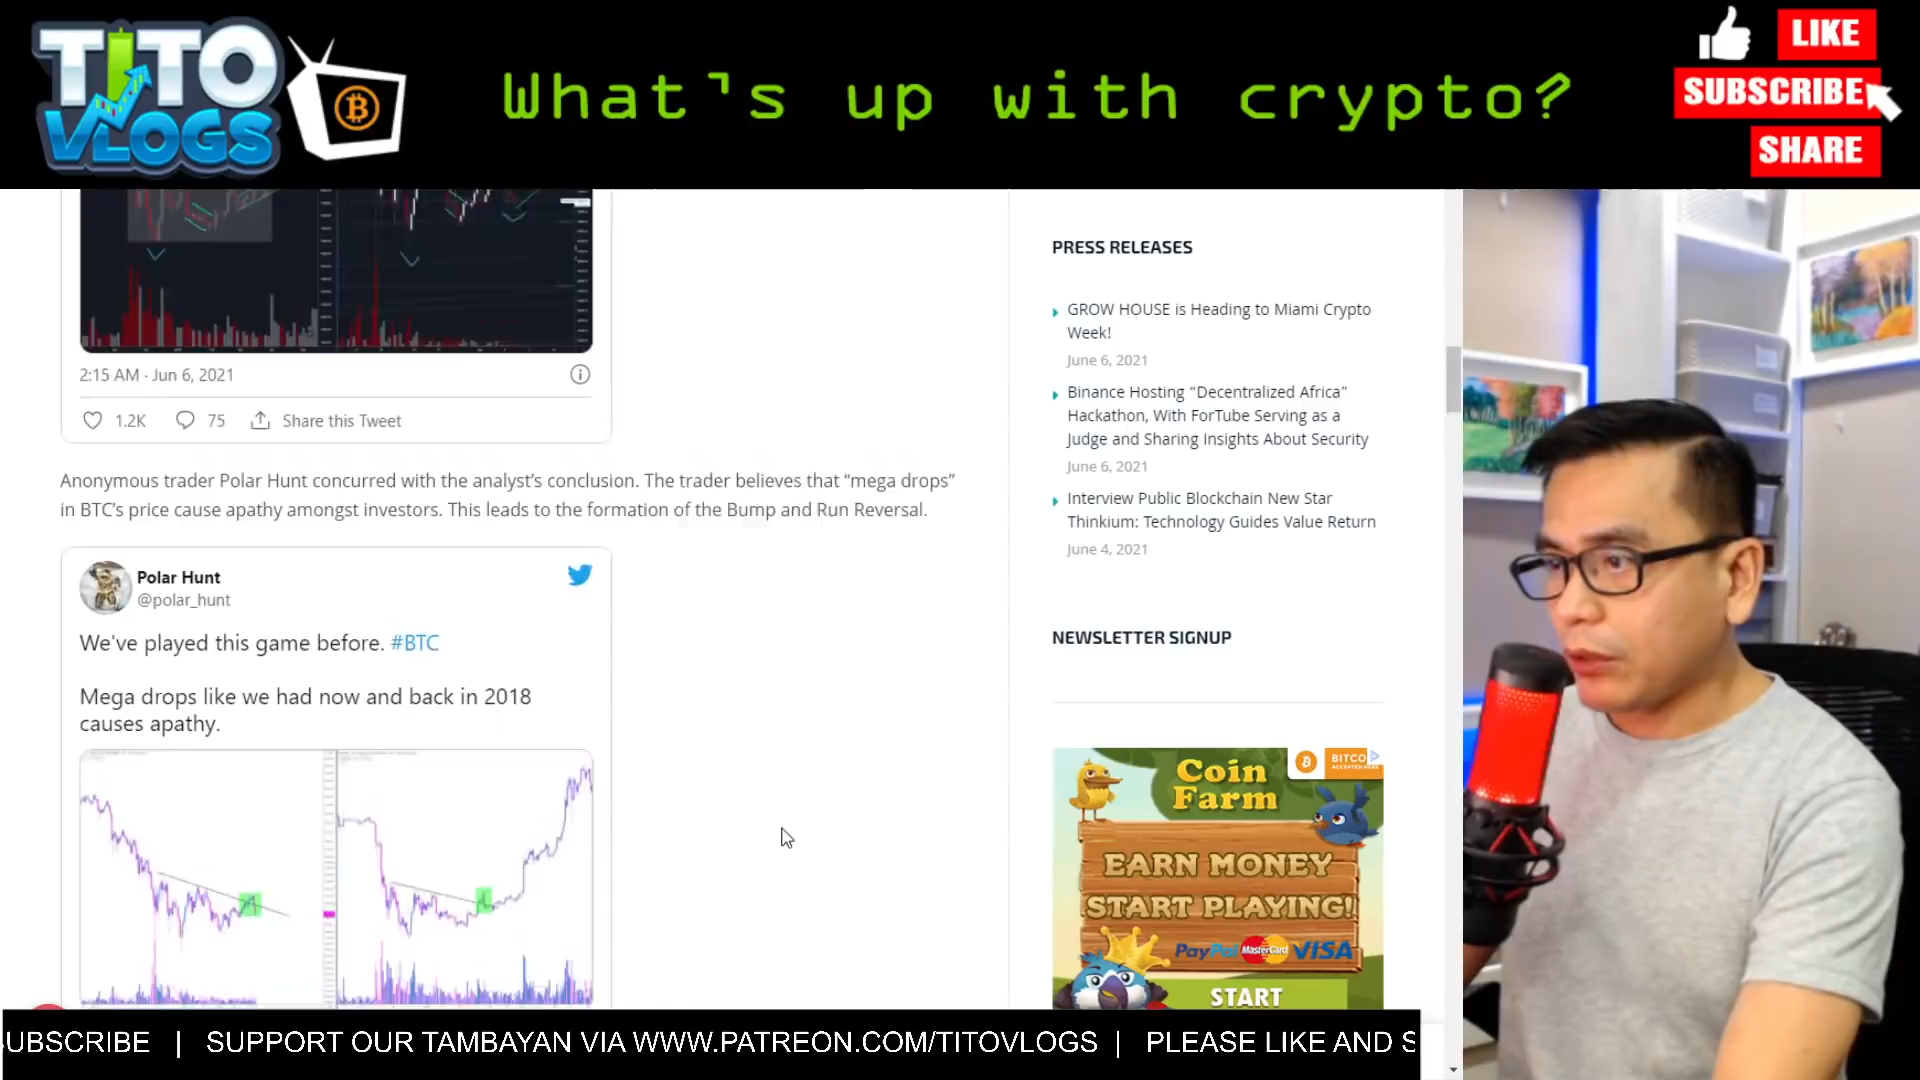 TITO
VLOGS
What's up with crypto?
LIKE
SUBSCRIBE
SHARE
2:15 AM · Jun 6, 2021
1.2K
75
Share this Tweet
Anonymous trader Polar Hunt concurred with the analyst’s conclusion. The trader believes that “mega drops”
in BTC’s price cause apathy amongst investors. This leads to the formation of the Bump and Run Reversal.
Polar Hunt
@polar_hunt
We've played this game before. #BTC
Mega drops like we had now and back in 2018
causes apathy.
PRESS RELEASES
GROW HOUSE is Heading to Miami Crypto
Week!
June 6, 2021
Binance Hosting “Decentralized Africa”
Hackathon, With ForTube Serving as a
Judge and Sharing Insights About Security
June 6, 2021
Interview Public Blockchain New Star
Thinkium: Technology Guides Value Return
June 4, 2021
NEWSLETTER SIGNUP
BITCO
Coin
Farm
EARN MONEY
START PLAYING!
PayPal MasterCard VISA
START
UBSCRIBE | SUPPORT OUR TAMBAYAN VIA WWW.PATREON.COM/TITOVLOGS | PLEASE LIKE AND S